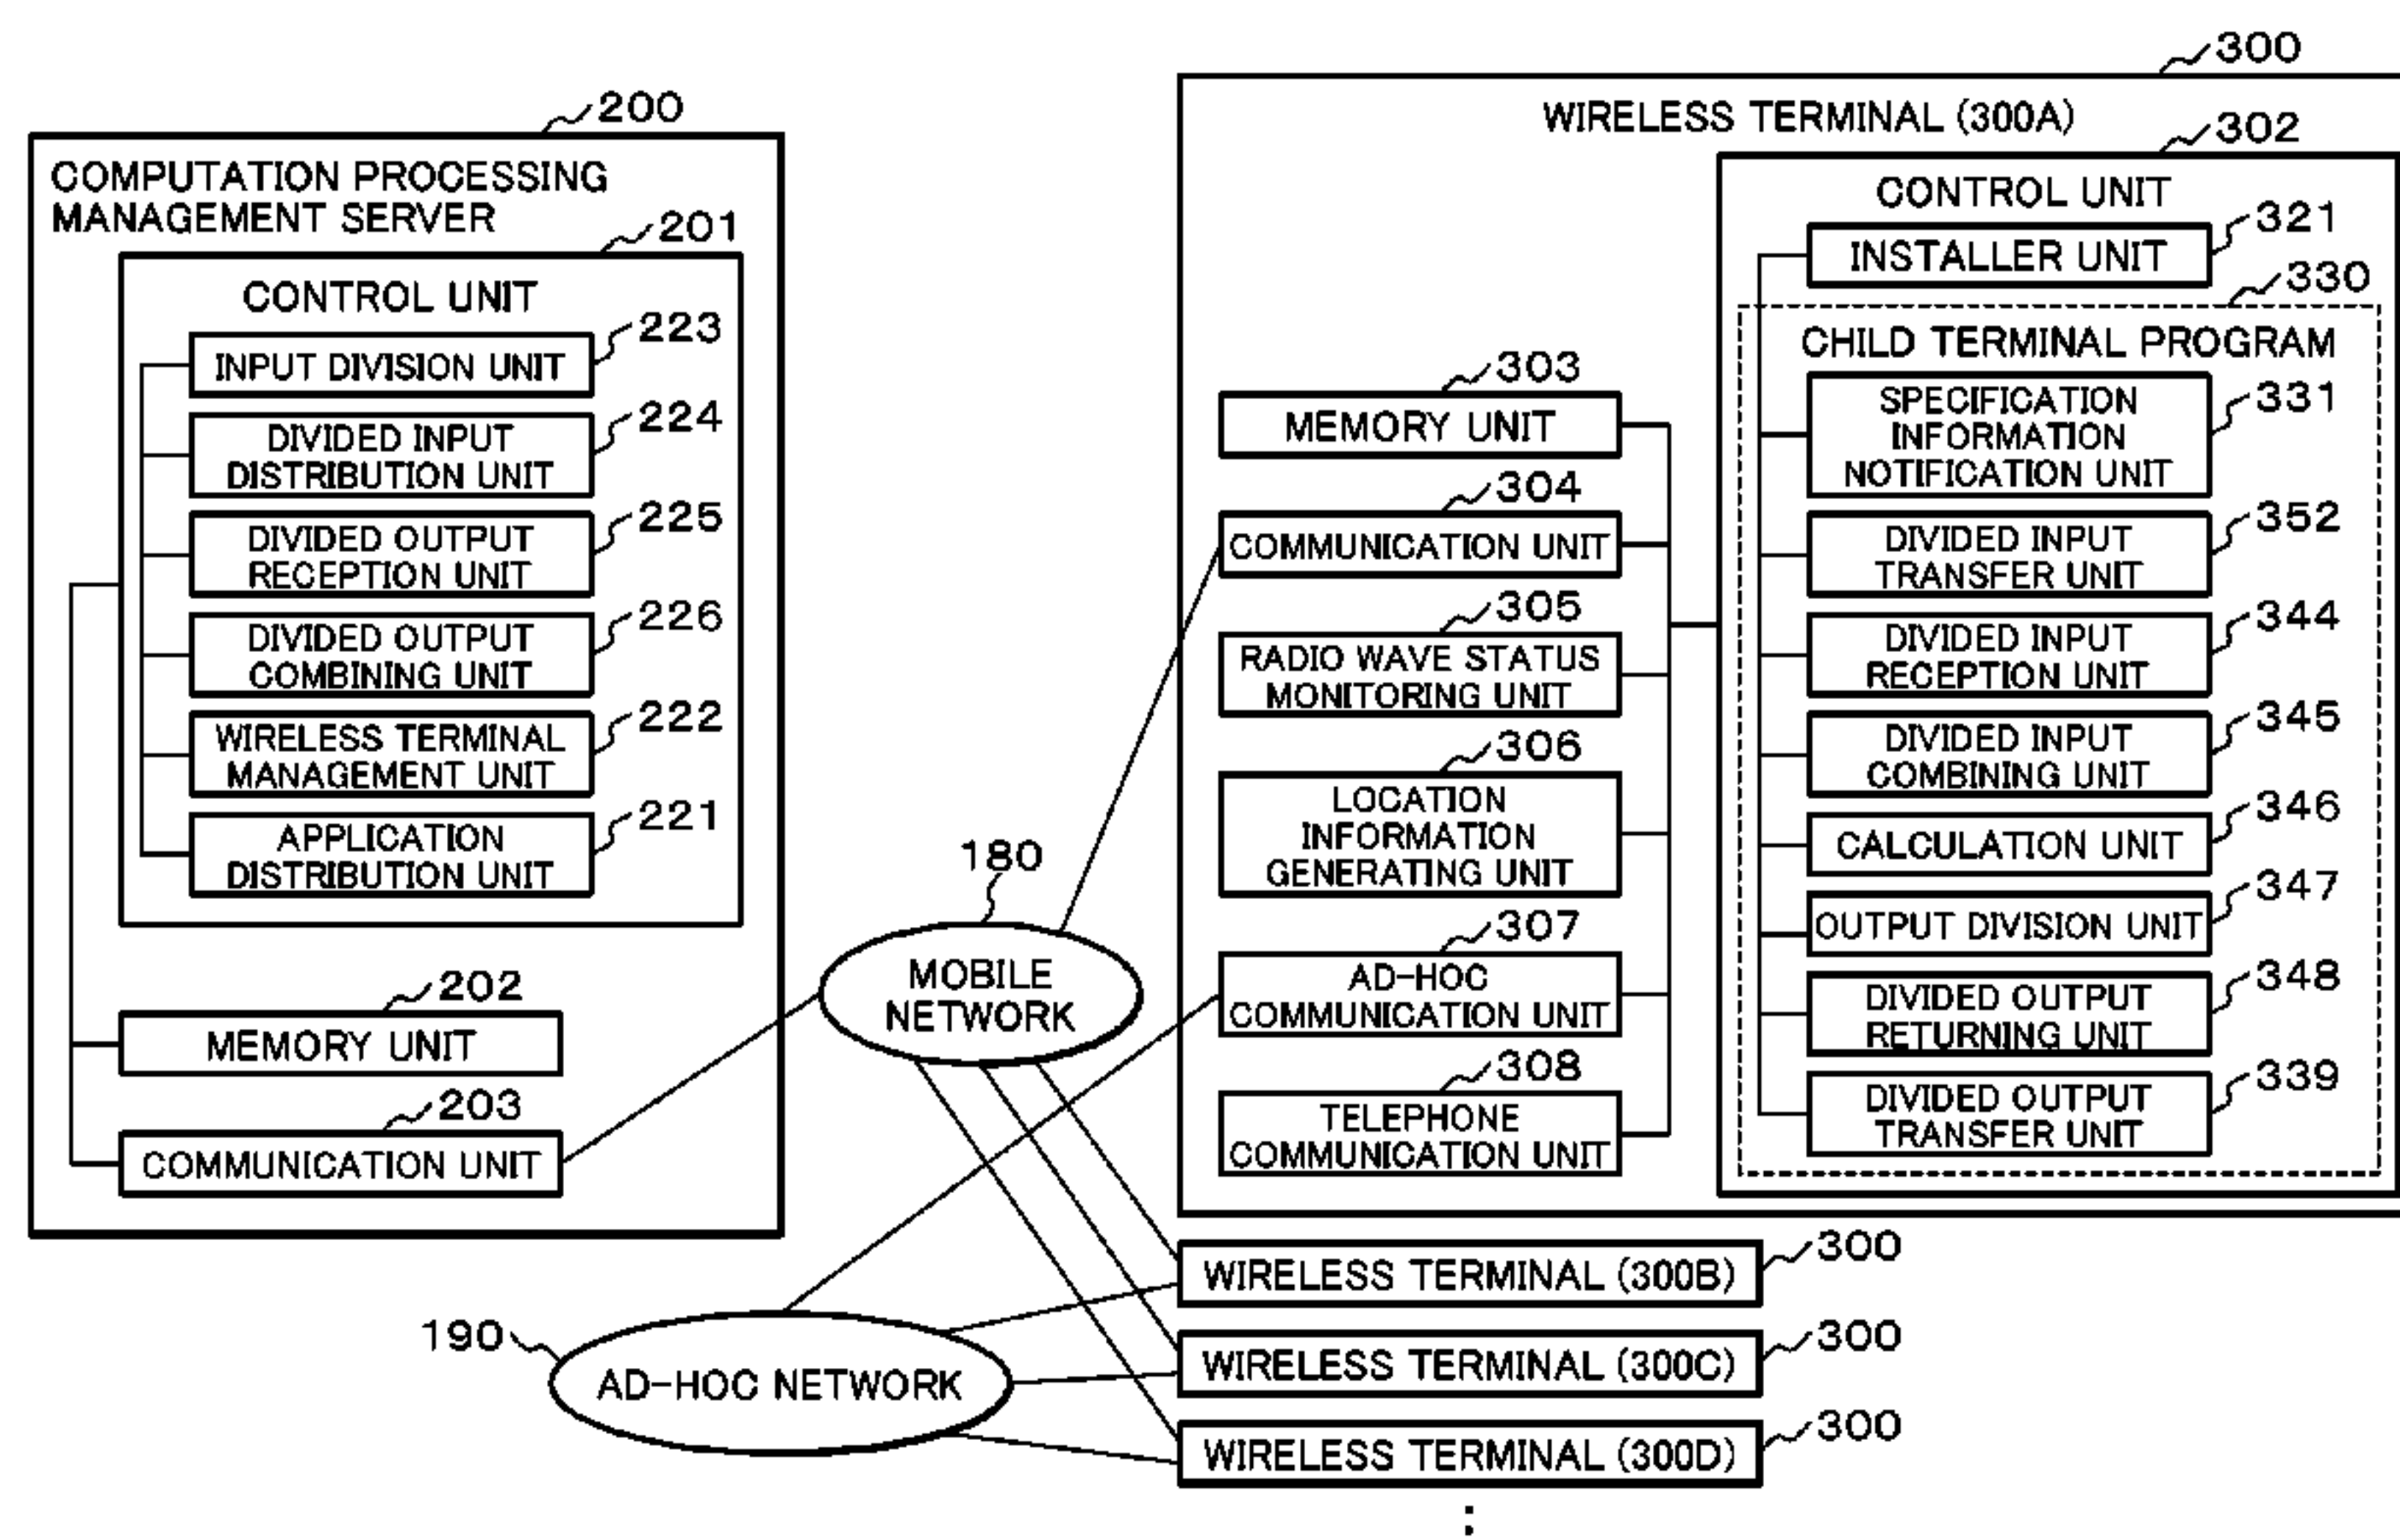 200
COMPUTATION PROCESSING
MANAGEMENT SERVER
201
CONTROL UNIT
223
INPUT DIVISION UNIT
224
DIVIDED INPUT
DISTRIBUTION UNIT
225
DIVIDED OUTPUT
RECEPTION UNIT
226
DIVIDED OUTPUT
COMBINING UNIT
222
WIRELESS TERMINAL
MANAGEMENT UNIT
221
APPLICATION
DISTRIBUTION UNIT
202
MEMORY UNIT
203
COMMUNICATION UNIT
180
MOBILE
NETWORK
190
AD-HOC NETWORK
300
WIRELESS TERMINAL (300A)
303
MEMORY UNIT
304
COMMUNICATION UNIT
305
RADIO WAVE STATUS
MONITORING UNIT
306
LOCATION
INFORMATION
GENERATING UNIT
307
AD-HOC
COMMUNICATION UNIT
308
TELEPHONE
COMMUNICATION UNIT
302
CONTROL UNIT
321
INSTALLER UNIT
330
CHILD TERMINAL PROGRAM
331
SPECIFICATION
INFORMATION
NOTIFICATION UNIT
352
DIVIDED INPUT
TRANSFER UNIT
344
DIVIDED INPUT
RECEPTION UNIT
345
DIVIDED INPUT
COMBINING UNIT
346
CALCULATION UNIT
347
OUTPUT DIVISION UNIT
348
DIVIDED OUTPUT
RETURNING UNIT
339
DIVIDED OUTPUT
TRANSFER UNIT
300
WIRELESS TERMINAL (300B)
300
WIRELESS TERMINAL (300C)
300
WIRELESS TERMINAL (300D)